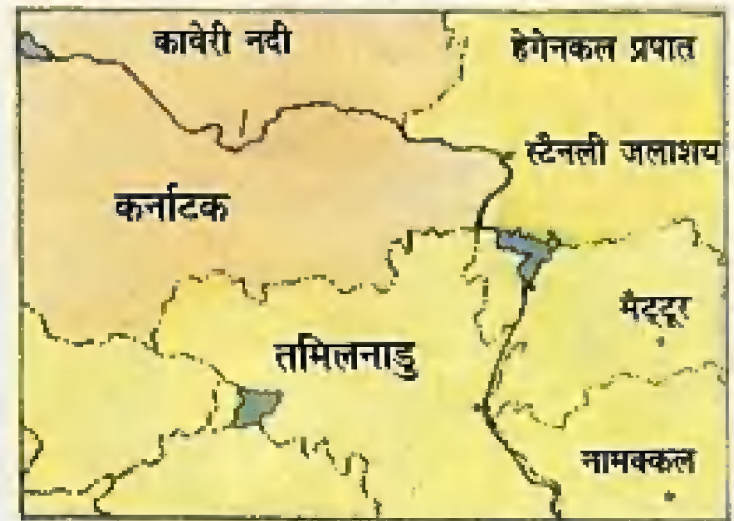 कावेरी नदी
हेगेनकल प्रपात
स्टैनली जलाशय
कर्नाटक
मैट्टूर
तमिलनाडु
नामक्कल